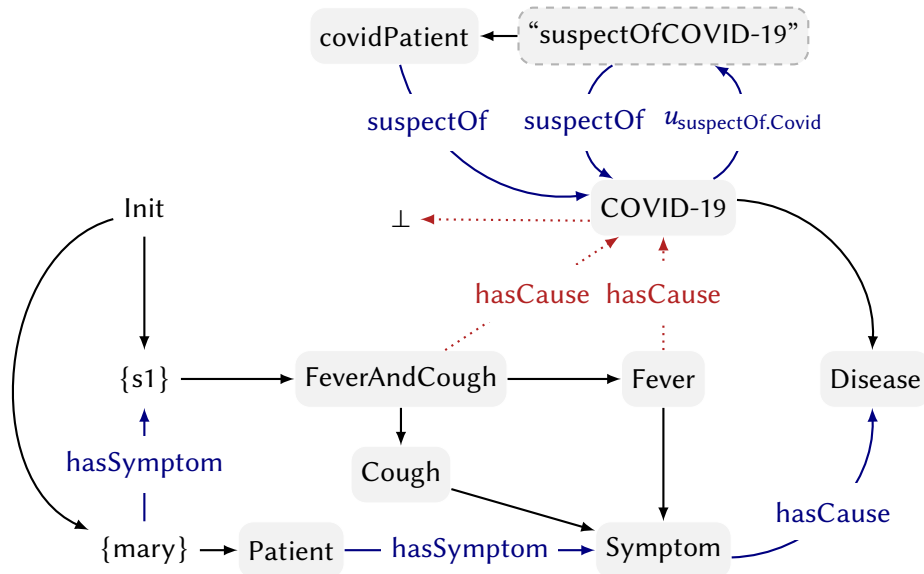 covidPatient
“suspectOfCOVID-19”
suspectOf
suspectOf
u_suspectOf.Covid
Init
⊥
COVID-19
hasCause
hasCause
{s1}
FeverAndCough
Fever
Disease
hasSymptom
Cough
hasCause
{mary}
Patient
hasSymptom
Symptom